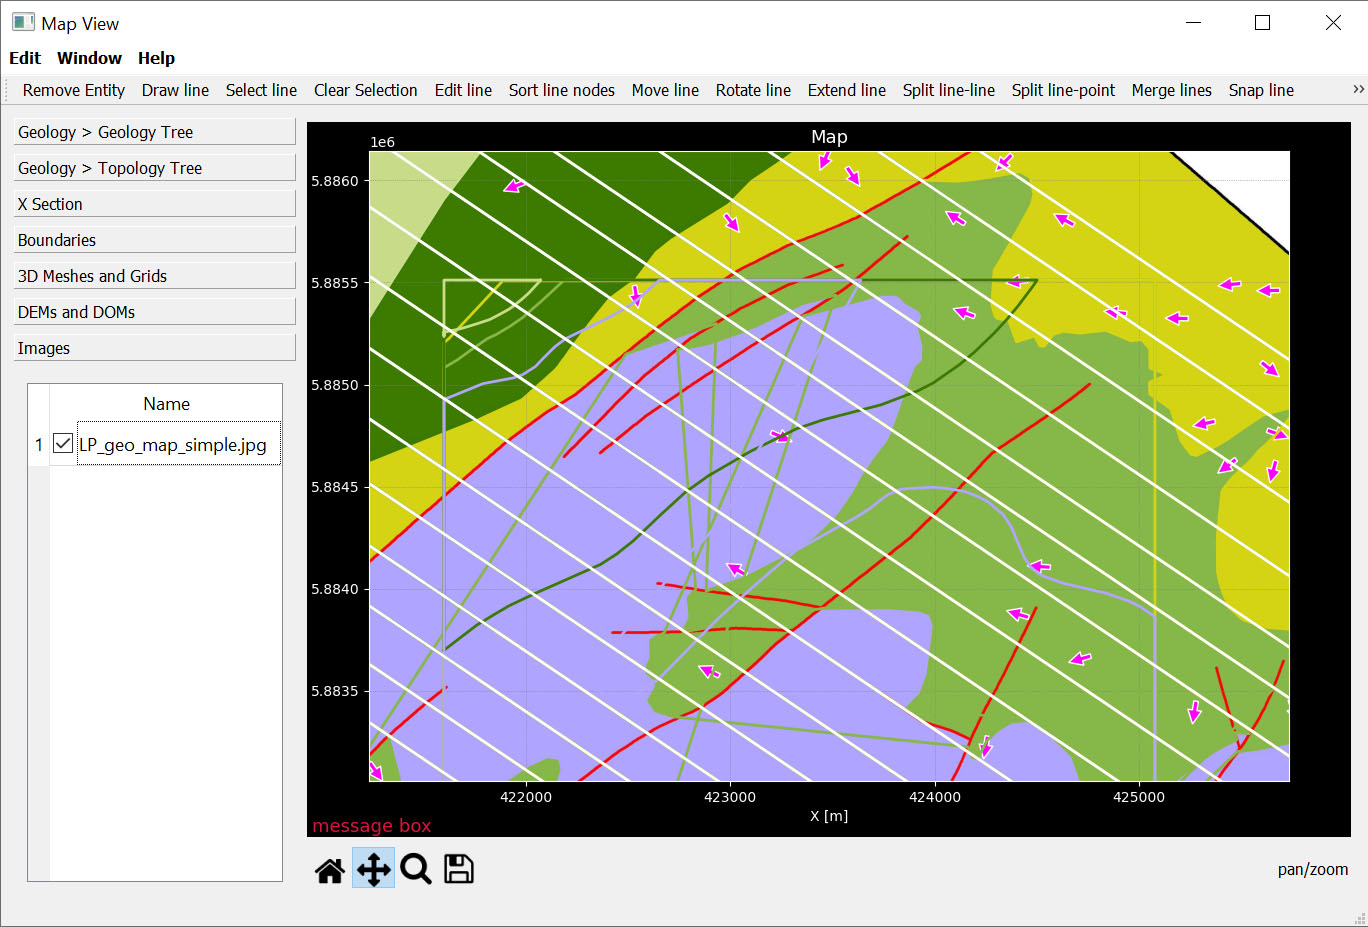 Map View
Edit Window Help
Remove Entity Draw line Select line Clear Selection Edit line Sort line nodes Move line Rotate line Extend line Split line-line Split line-point Merge lines Snap line »
Geology > Geology Tree
Geology > Topology Tree
X Section
Boundaries
3D Meshes and Grids
DEMs and DOMs
Images
Name
1 LP_geo_map_simple.jpg
Map
1e6
5.8860
5.8855
5.8850
5.8845
5.8840
5.8835
422000 423000 424000 425000
X [m]
message box
pan/zoom